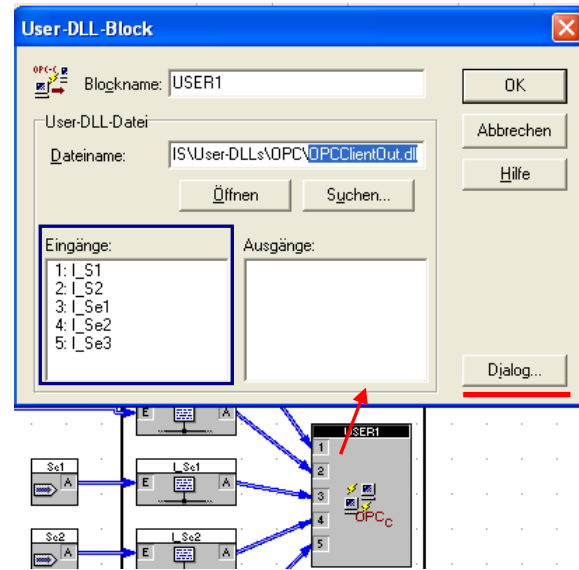 User-DLL-Block
OPC-C
Blockname: USER1
OK
User-DLL-Datei
Abbrechen
Dateiname: IS\User-DLLs\OPC\OPCClientOut.dll
Hilfe
Öffnen Suchen...
Eingänge: Ausgänge:
1: I_S1
2: I_S2
3: I_Se1
4: I_Se2
5: I_Se3
Dialog...
E A
USER1
1
Se1 I_Se1
2
A E A
3
OPCC
4
Se2 I_Se2
5
A E A